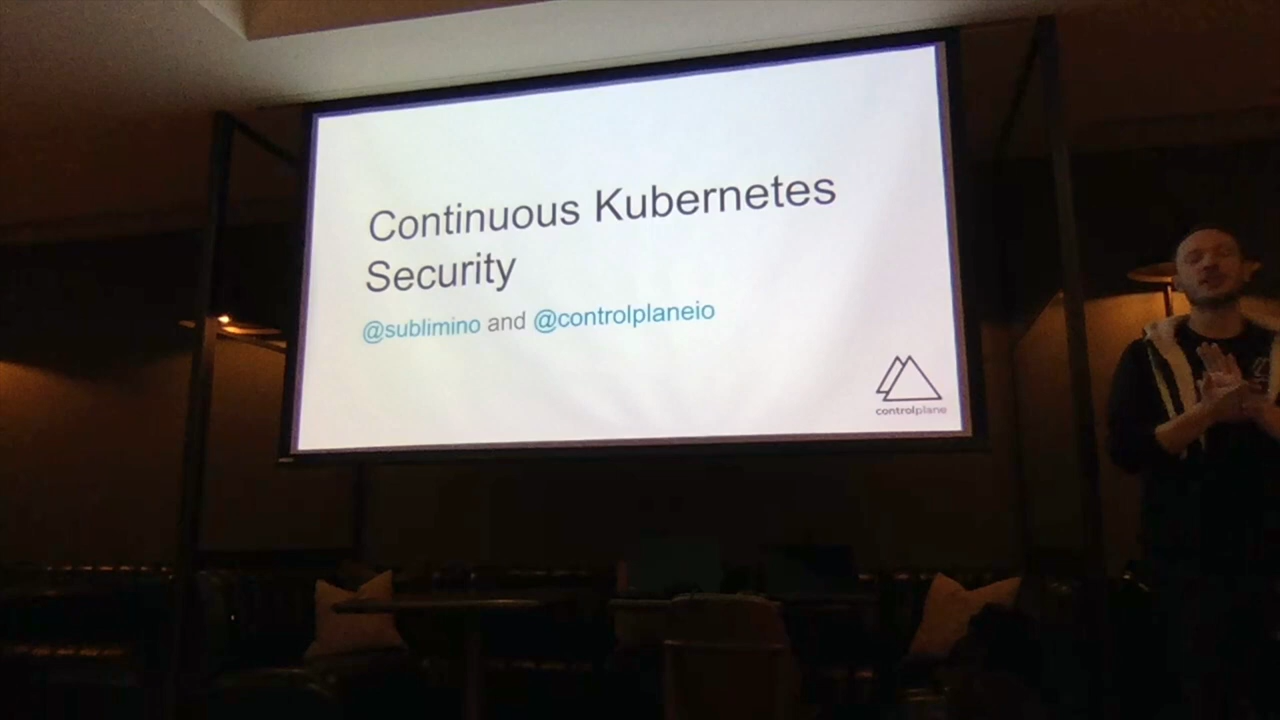 Continuous Kubernetes
Security
@sublimino and @controlplaneio
controlplane